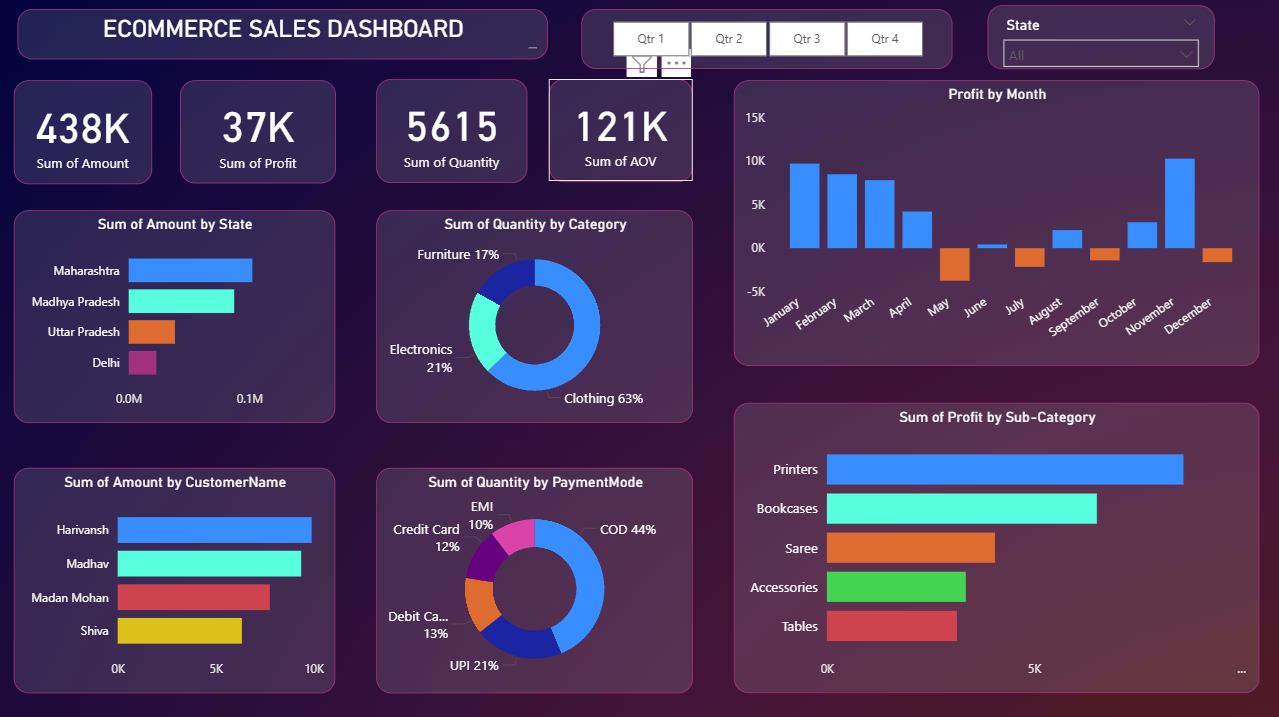 ECOMMERCE SALES DASHBOARD
Qtr 1
Qtr 2
Qtr 3
Qtr 4
State
All
438K
Sum of Amount
37K
Sum of Profit
5615
Sum of Quantity
121K
Sum of AOV
Profit by Month
15K
10K
5K
0K
-5K
January
February
March
April
May
June
July
August
September
October
November
December
Sum of Amount by State
Maharashtra
Madhya Pradesh
Uttar Pradesh
Delhi
0.0M
0.1M
Sum of Quantity by Category
Furniture 17%
Electronics
21%
Clothing 63%
Sum of Profit by Sub-Category
Printers
Bookcases
Saree
Accessories
Tables
0K
5K
...
Sum of Amount by CustomerName
Harivansh
Madhav
Madan Mohan
Shiva
0K
5K
10K
Sum of Quantity by PaymentMode
EMI
10%
Credit Card
12%
COD 44%
Debit Ca...
13%
UPI 21%